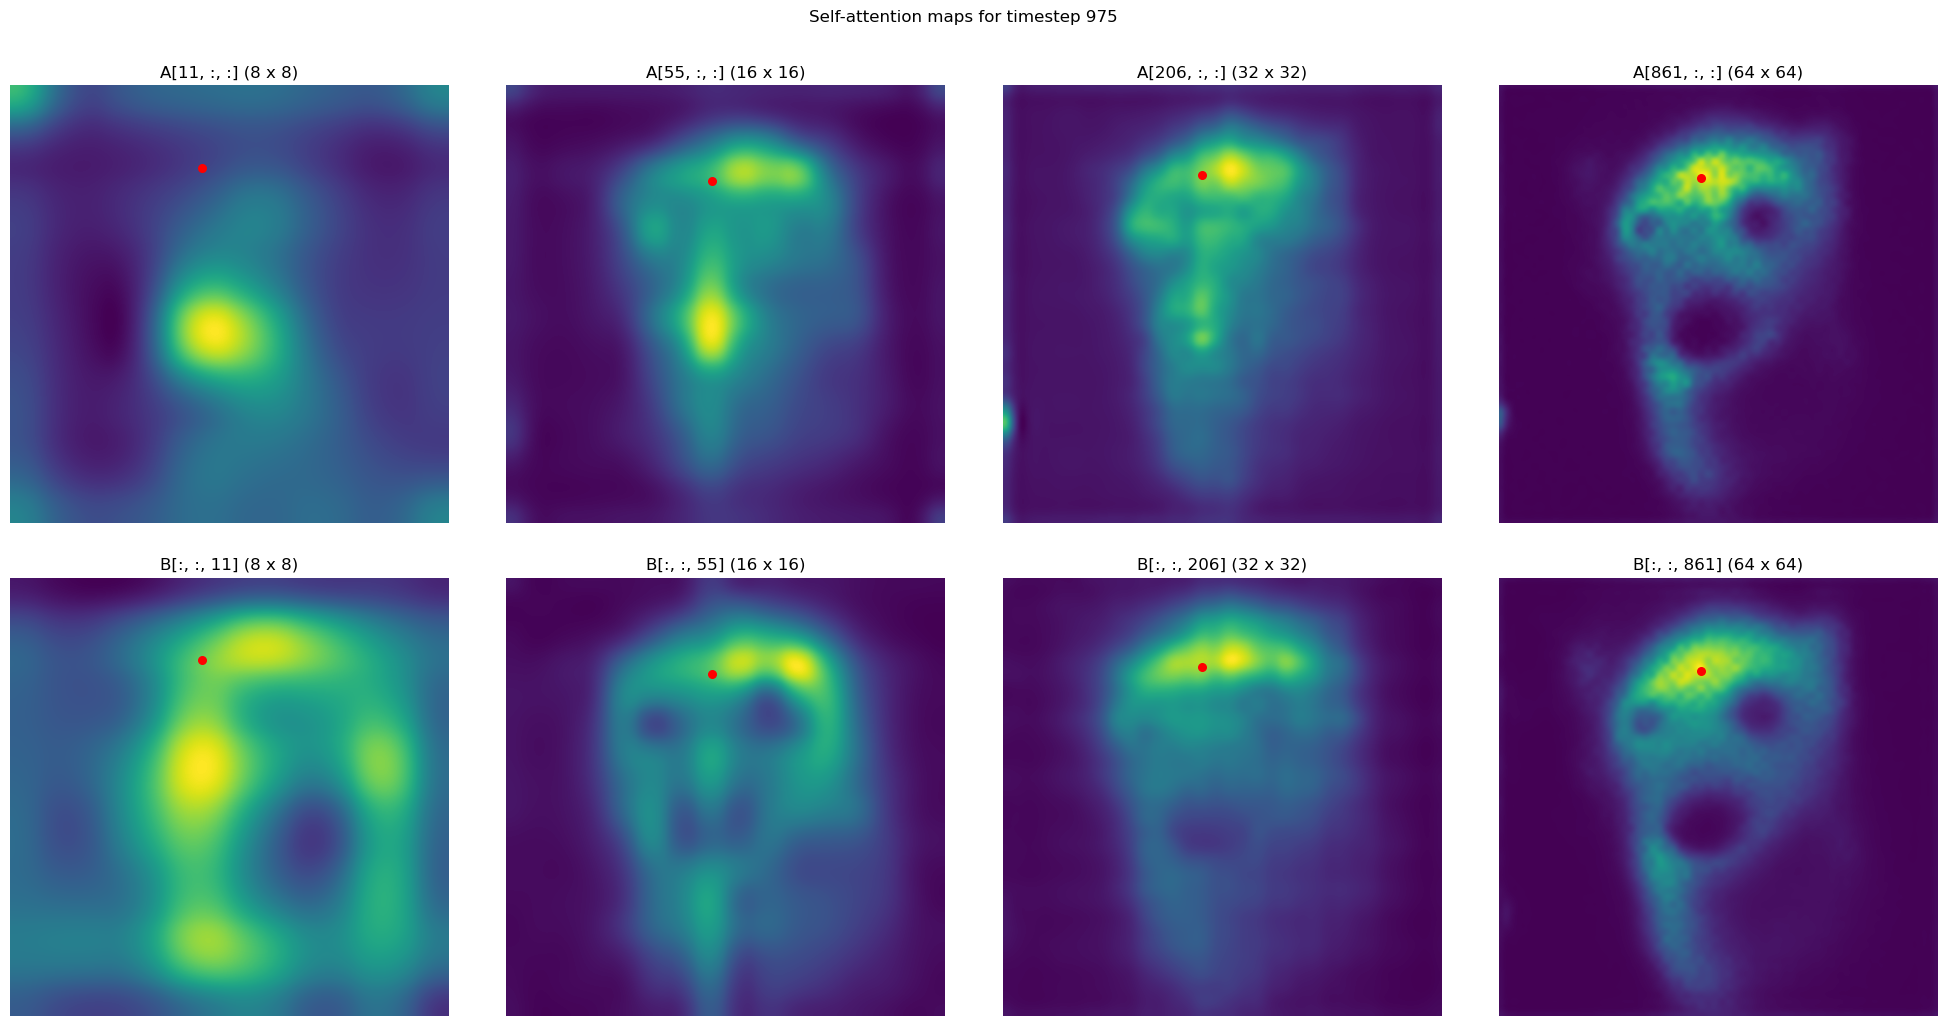 Self-attention maps for timestep 975
A[11, :, :] (8 x 8)
A[55, :, :] (16 x 16)
A[206, :, :] (32 x 32)
A[861, :, :] (64 x 64)
B[:, :, 11] (8 x 8)
B[:, :, 55] (16 x 16)
B[:, :, 206] (32 x 32)
B[:, :, 861] (64 x 64)